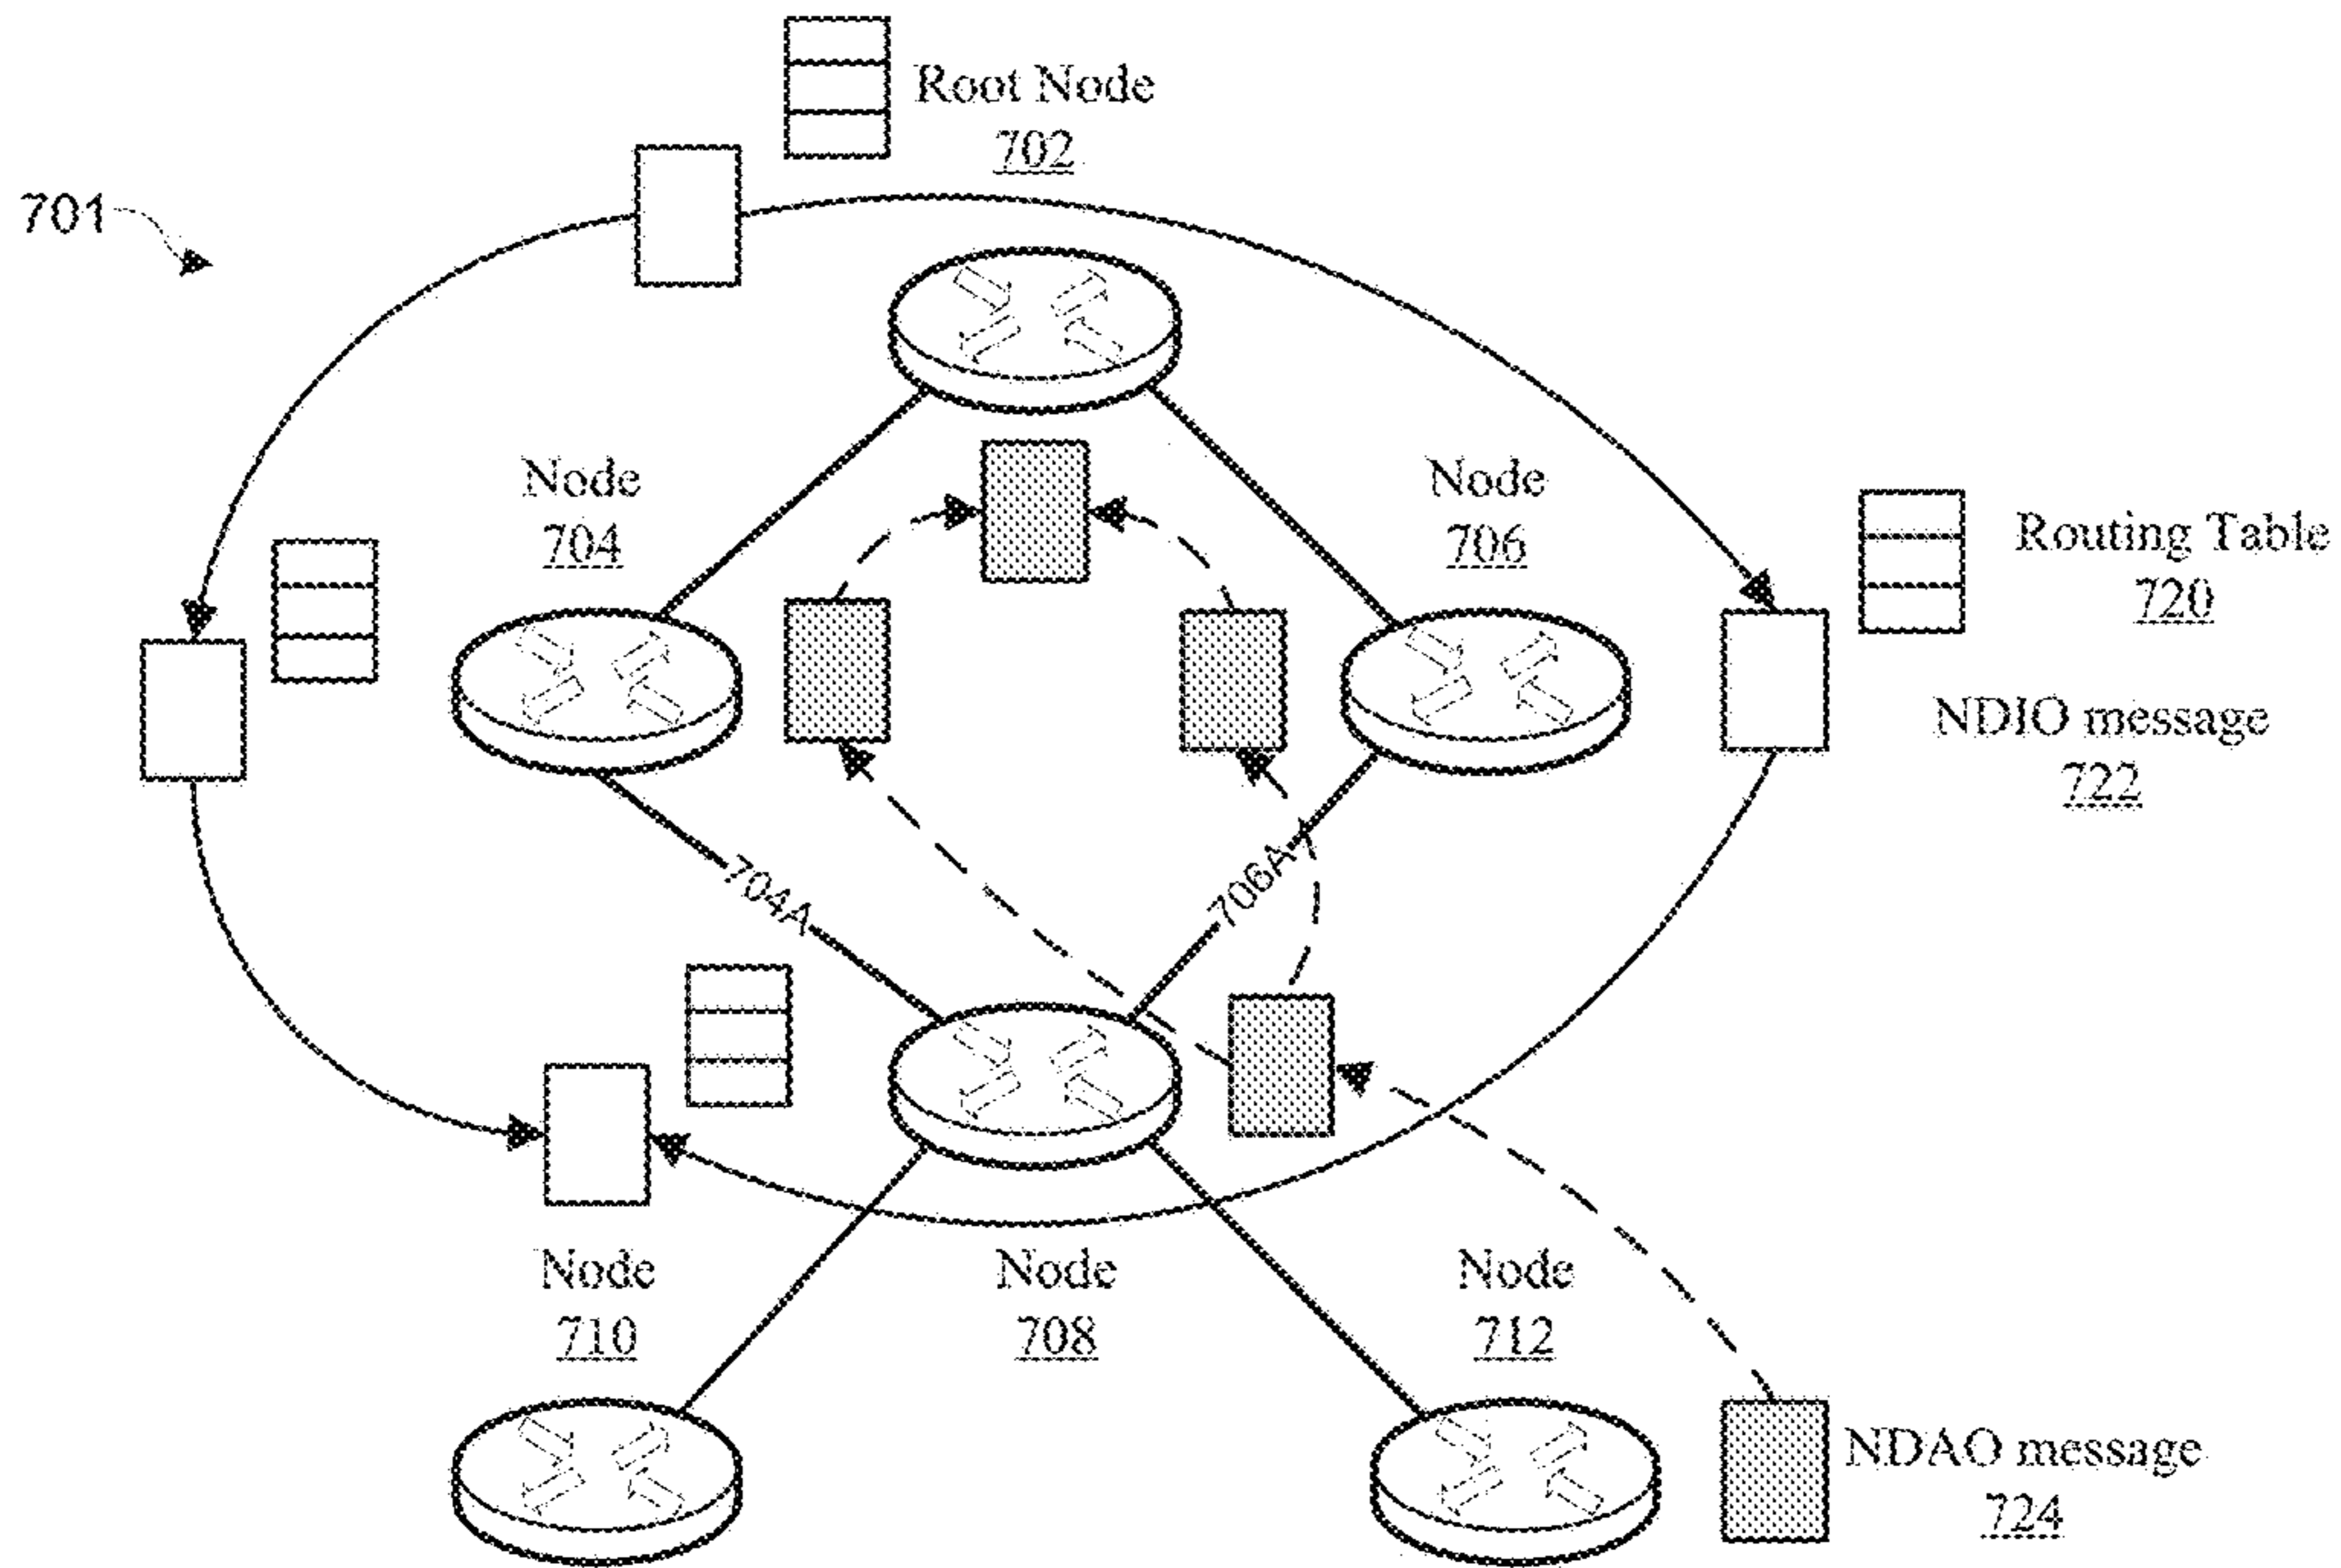 Root Node
702
701
Node
704
Node
706
Routing Table
720
NDIO message
722
704A
706A
Node
710
Node
708
Node
712
NDAO message
724